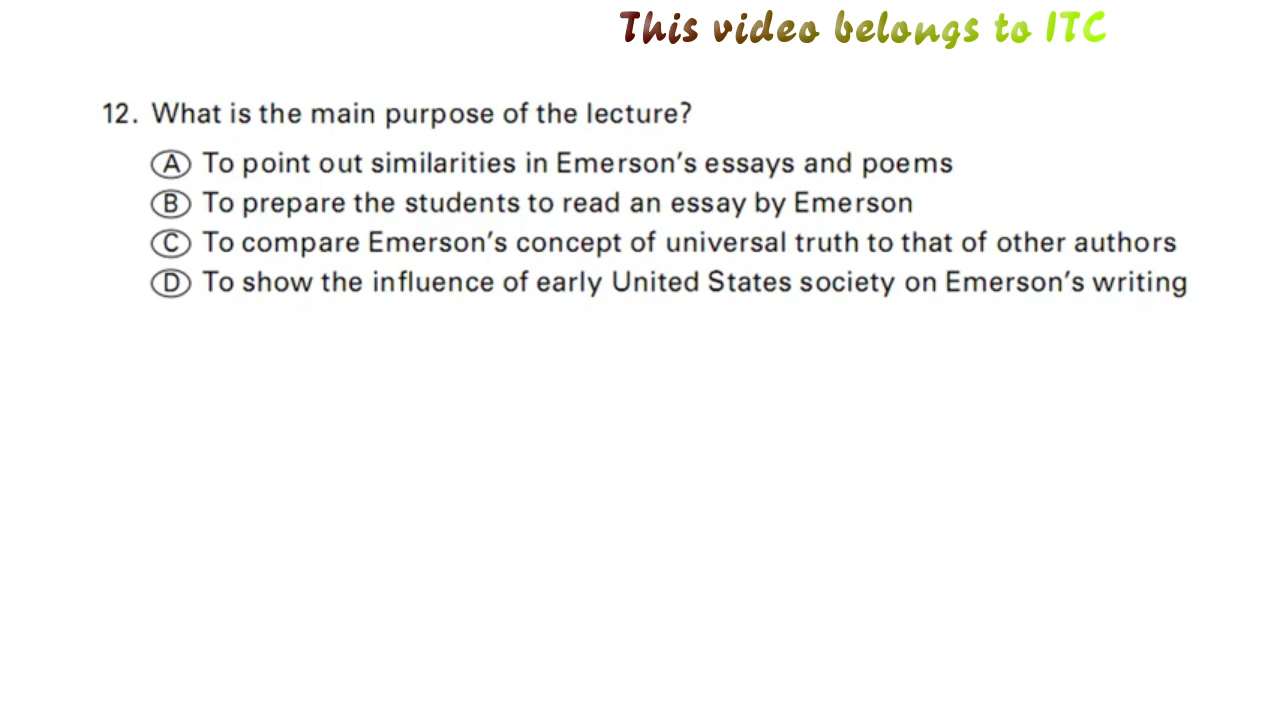 This video belongs to ITC
12. What is the main purpose of the lecture?
A To point out similarities in Emerson's essays and poems
B To prepare the students to read an essay by Emerson
C To compare Emerson's concept of universal truth to that of other authors
D To show the influence of early United States society on Emerson's writing